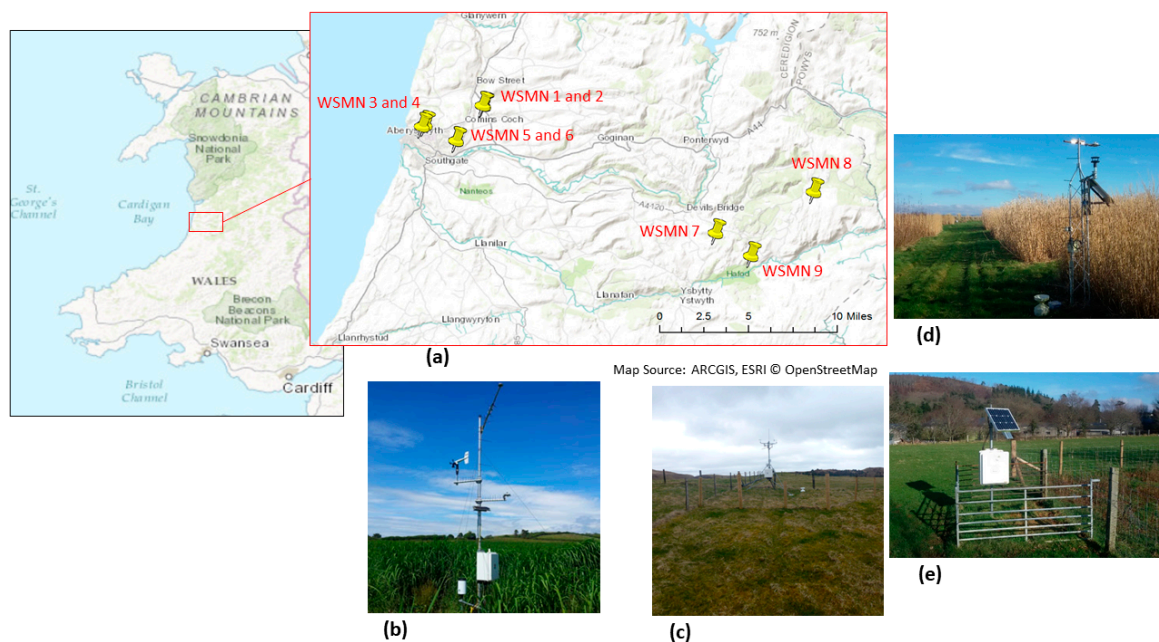 CAMBRIAN
MOUNTAINS
Snowdonia
National
Park
St.
George's
Channel
Cardigan
Bay
WALES
Brecon
Beacons
National Park
Swansea
Cardiff
Bristol
Channel
Glanywern
752 m
CEREDIGION
POWYS
Bow Street
WSMN 3 and 4
WSMN 1 and 2
Comins Coch
WSMN 5 and 6
Southgate
Goginan
Ponterwyd
A44
WSMN 8
Nanteos
A4120
Devils Bridge
WSMN 7
Llanilar
Hafod
WSMN 9
Llanafan
Ysbyty
Ystwyth
Llangwyryfon
Llanrhystud
0 2.5 5 10 Miles
(a)
Map Source: ARCGIS, ESRI © OpenStreetMap
(d)
(b)
(c)
(e)